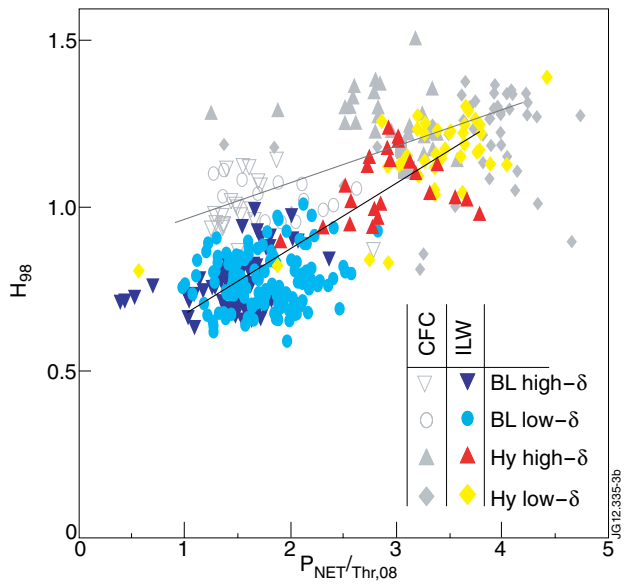 1.5
1.0
0.5
0
H98
0
1
2
3
4
5
PNET/Thr,08
CFC
ILW
BL high-δ
BL low-δ
Hy high-δ
Hy low-δ
JG12.335-3b